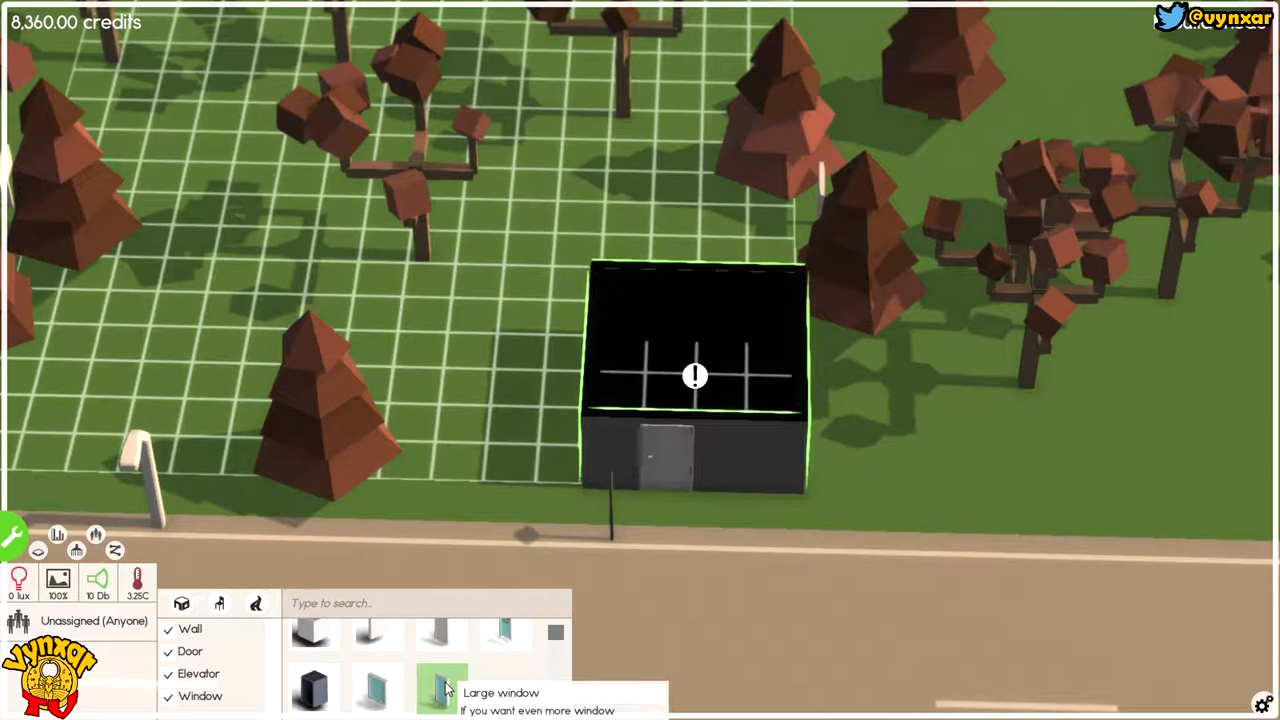 8,360.00 credits
@vynxar
0 lux
100%
10 Db
3.25C
Unassigned (Anyone)
Vynxar
Type to search...
Wall
Door
Elevator
Window
Large window
If you want even more window